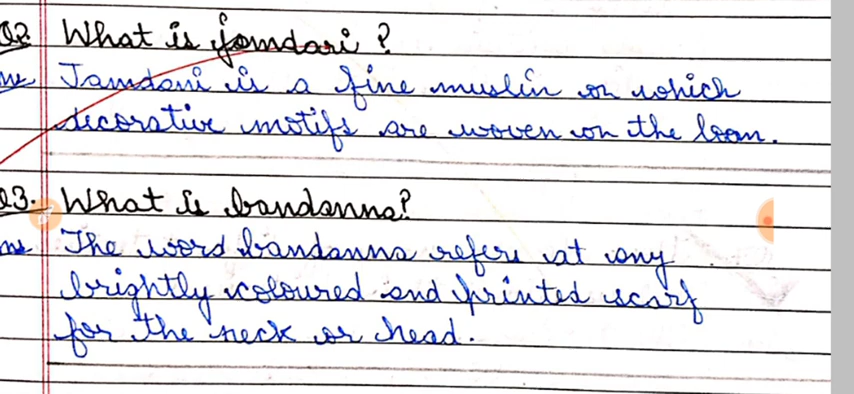 Q2 What is jamdari ?
Ans Jamdani is a fine muslin on which
decorative motifs are woven on the loom.
Q3. What is bandanna?
Ans The word bandanna refers at any
brightly coloured and printed scarf
for the neck or head.